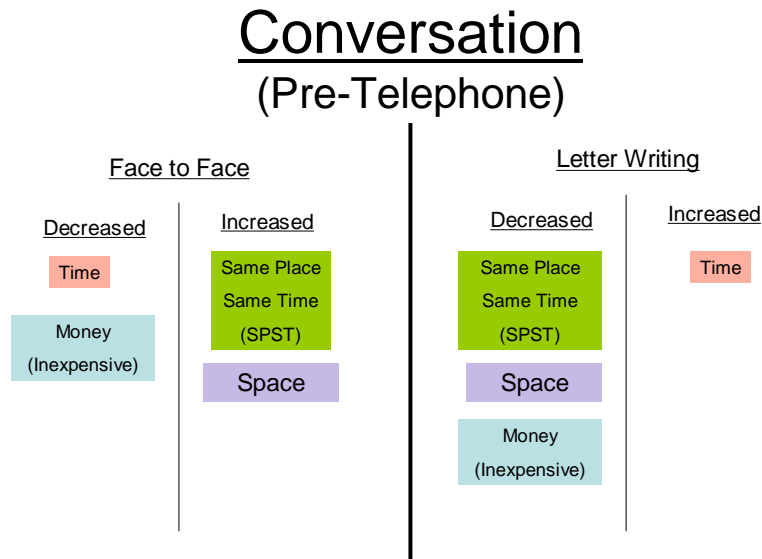 Conversation
(Pre-Telephone)
Face to Face
Decreased
Time
Money
(Inexpensive)
Increased
Same Place
Same Time
(SPST)
Space
Letter Writing
Decreased
Same Place
Same Time
(SPST)
Space
Money
(Inexpensive)
Increased
Time